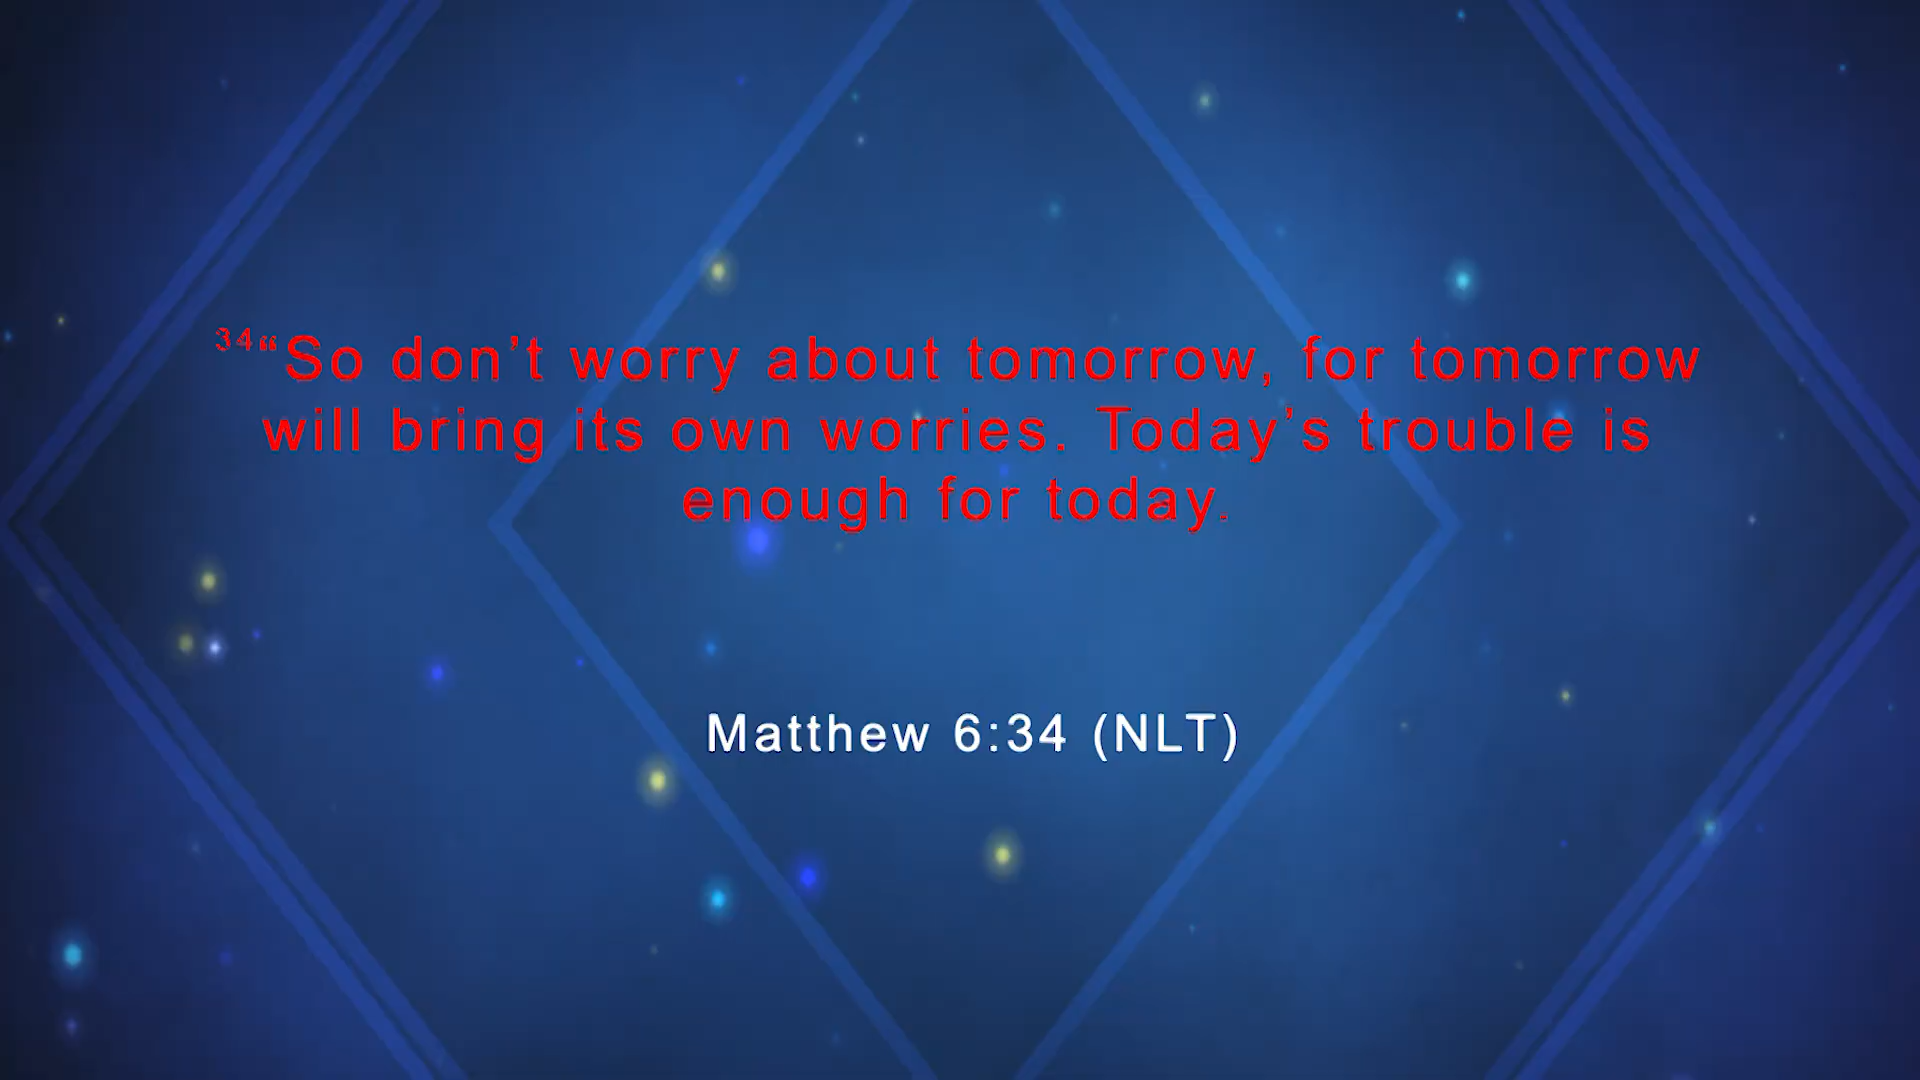 ³⁴“So don’t worry about tomorrow, for tomorrow
will bring its own worries. Today’s trouble is
enough for today.
Matthew 6:34 (NLT)